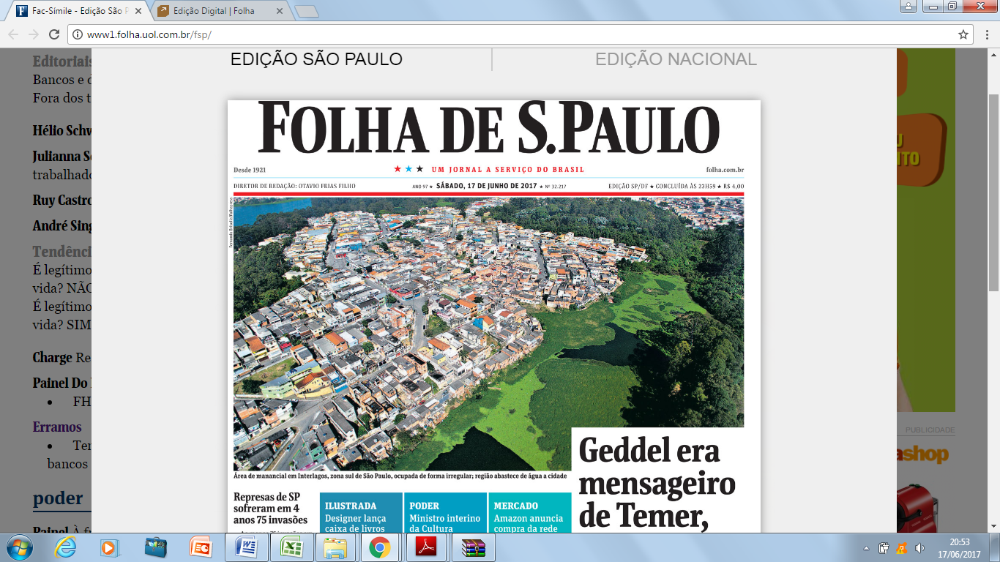 Fac-Símile - Edição São P
Edição Digital | Folha
www1.folha.uol.com.br/fsp/
EDIÇÃO SÃO PAULO
EDIÇÃO NACIONAL
Editoriais
Bancos e d
Fora dos t
Hélio Schw
Julianna So
trabalhado
Ruy Castro
André Sing
Tendênci
É legítimo
vida? NÃO
É legítimo
vida? SIM
Charge Re
Painel Do
FH
Erramos
Ter
bancos
poder
Painel À f
FOLHA DE S.PAULO
Desde 1921
UM JORNAL A SERVIÇO DO BRASIL
folha.com.br
DIRETOR DE REDAÇÃO: OTAVIO FRIAS FILHO
ANO 97 ★ SÁBADO, 17 DE JUNHO DE 2017 ★ Nº 32.217
EDIÇÃO SP/DF ★ CONCLUÍDA ÀS 23H59 ★ R$ 4,00
Área de manancial em Interlagos, zona sul de São Paulo, ocupada de forma irregular; região abastece de água a cidade
Represas de SP
sofreram em 4
anos 75 invasões
ILUSTRADA
Designer lança
caixa de livros
PODER
Ministro interino
da Cultura
MERCADO
Amazon anuncia
compra da rede
Geddel era
mensageiro
de Temer,
U
ITO
PUBLICIDADE
ashop
20:53
17/06/2017